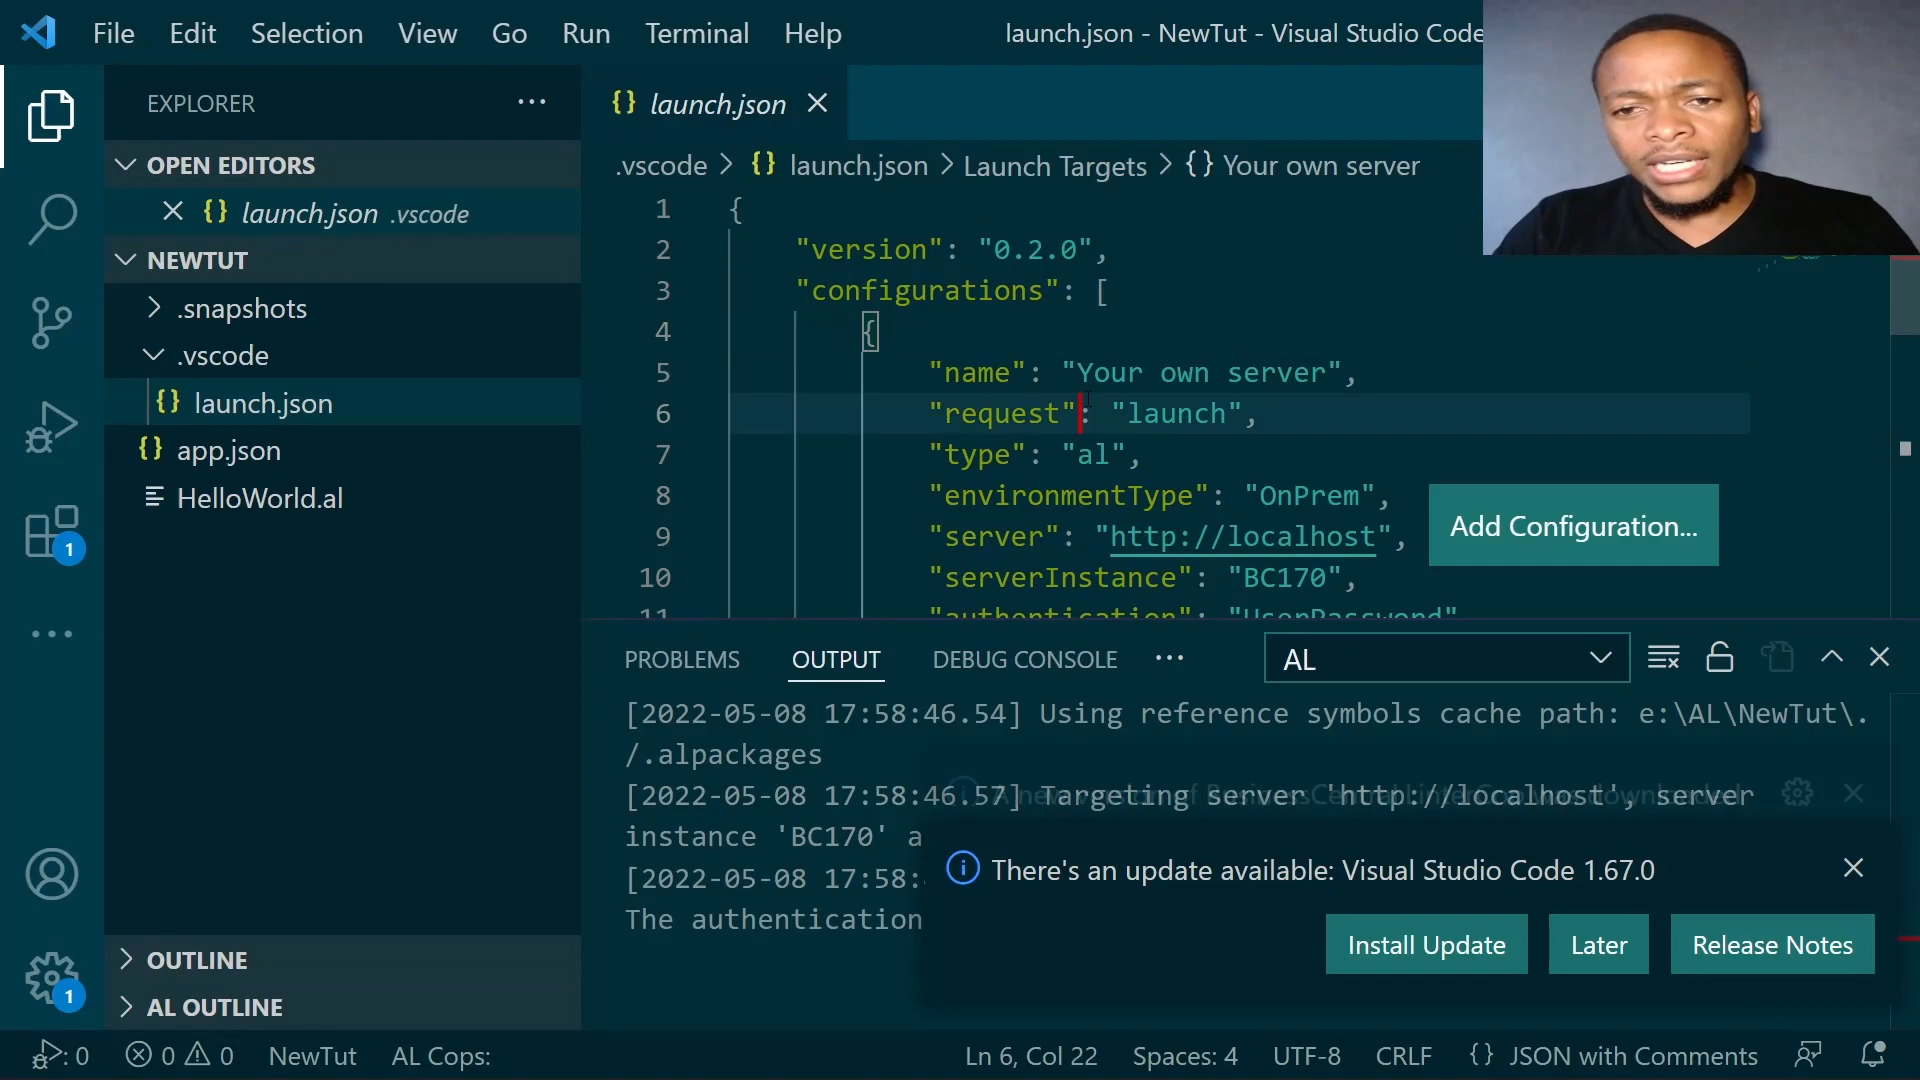 File Edit Selection View Go Run Terminal Help
launch.json - NewTut - Visual Studio Code
EXPLORER
OPEN EDITORS
launch.json .vscode
NEWTUT
.snapshots
.vscode
launch.json
app.json
HelloWorld.al
OUTLINE
AL OUTLINE
1
1
{} launch.json
.vscode > {} launch.json > Launch Targets > {} Your own server
1 {
2 "version": "0.2.0",
3 "configurations": [
4 {
5 "name": "Your own server",
6 "request": "launch",
7 "type": "al",
8 "environmentType": "OnPrem",
9 "server": "http://localhost",
10 "serverInstance": "BC170",
11 "authentication": "UserPassword"
Add Configuration...
PROBLEMS OUTPUT DEBUG CONSOLE ... AL
[2022-05-08 17:58:46.54] Using reference symbols cache path: e:\AL\NewTut\.
/.alpackages
[2022-05-08 17:58:46.57] Targeting server 'http://localhost', server
instance 'BC170' a
[2022-05-08 17:58:
The authentication
There's an update available: Visual Studio Code 1.67.0
Install Update Later Release Notes
: 0 0 0 NewTut AL Cops: Ln 6, Col 22 Spaces: 4 UTF-8 CRLF {} JSON with Comments